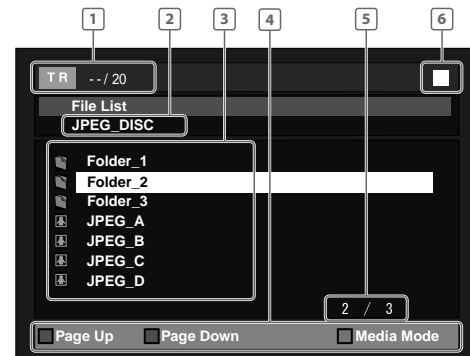 1 2 3 4 5 6
TR --/ 20
File List
JPEG_DISC
Folder_1
Folder_2
Folder_3
JPEG_A
JPEG_B
JPEG_C
JPEG_D
2 / 3
Page Up Page Down Media Mode